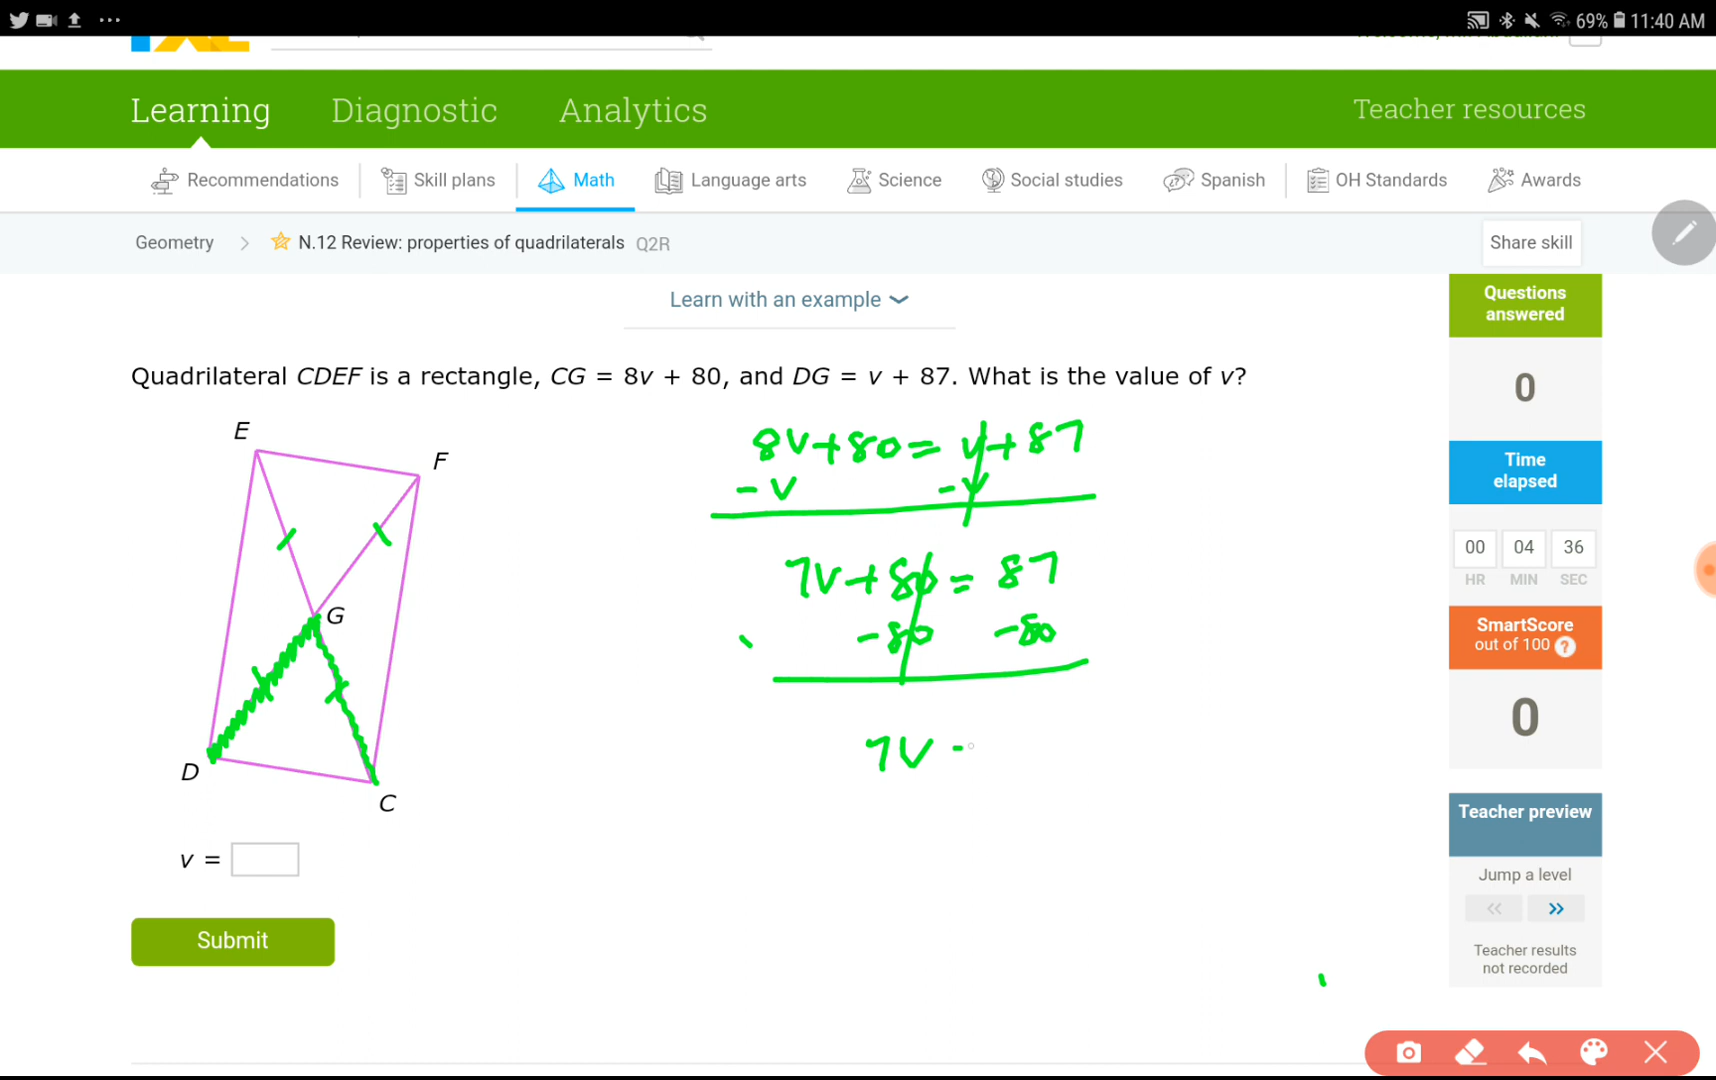 69% 11:40 AM
Learning Diagnostic Analytics Teacher resources
Recommendations Skill plans Math Language arts Science Social studies Spanish OH Standards Awards
Geometry N.12 Review: properties of quadrilaterals Q2R Share skill
Learn with an example
Questions answered
0
Time elapsed
00 04 36
HR MIN SEC
SmartScore
out of 100 ?
0
Teacher preview
Jump a level
Teacher results
not recorded
Quadrilateral CDEF is a rectangle, CG = 8v + 80, and DG = v + 87. What is the value of v?
E
F
G
D
C
8v+80 = v+87
-v -v
7v+80 = 87
-80 -80
7v -
v =
Submit